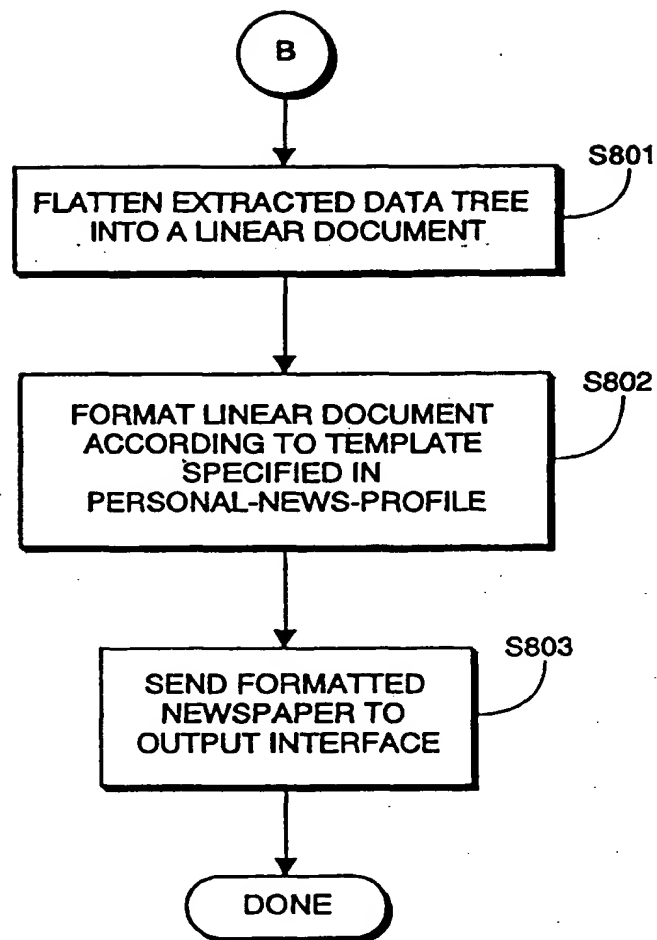 B
S801
FLATTEN EXTRACTED DATA TREE
INTO A LINEAR DOCUMENT
S802
FORMAT LINEAR DOCUMENT
ACCORDING TO TEMPLATE
SPECIFIED IN
PERSONAL-NEWS-PROFILE
S803
SEND FORMATTED
NEWSPAPER TO
OUTPUT INTERFACE
DONE